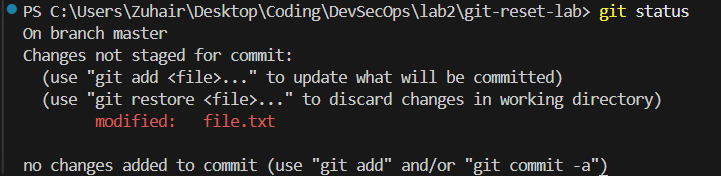 PS C:\Users\Zuhair\Desktop\Coding\DevSecOps\lab2\git-reset-lab> git status
On branch master
Changes not staged for commit:
  (use "git add <file>..." to update what will be committed)
  (use "git restore <file>..." to discard changes in working directory)
        modified:   file.txt

no changes added to commit (use "git add" and/or "git commit -a")